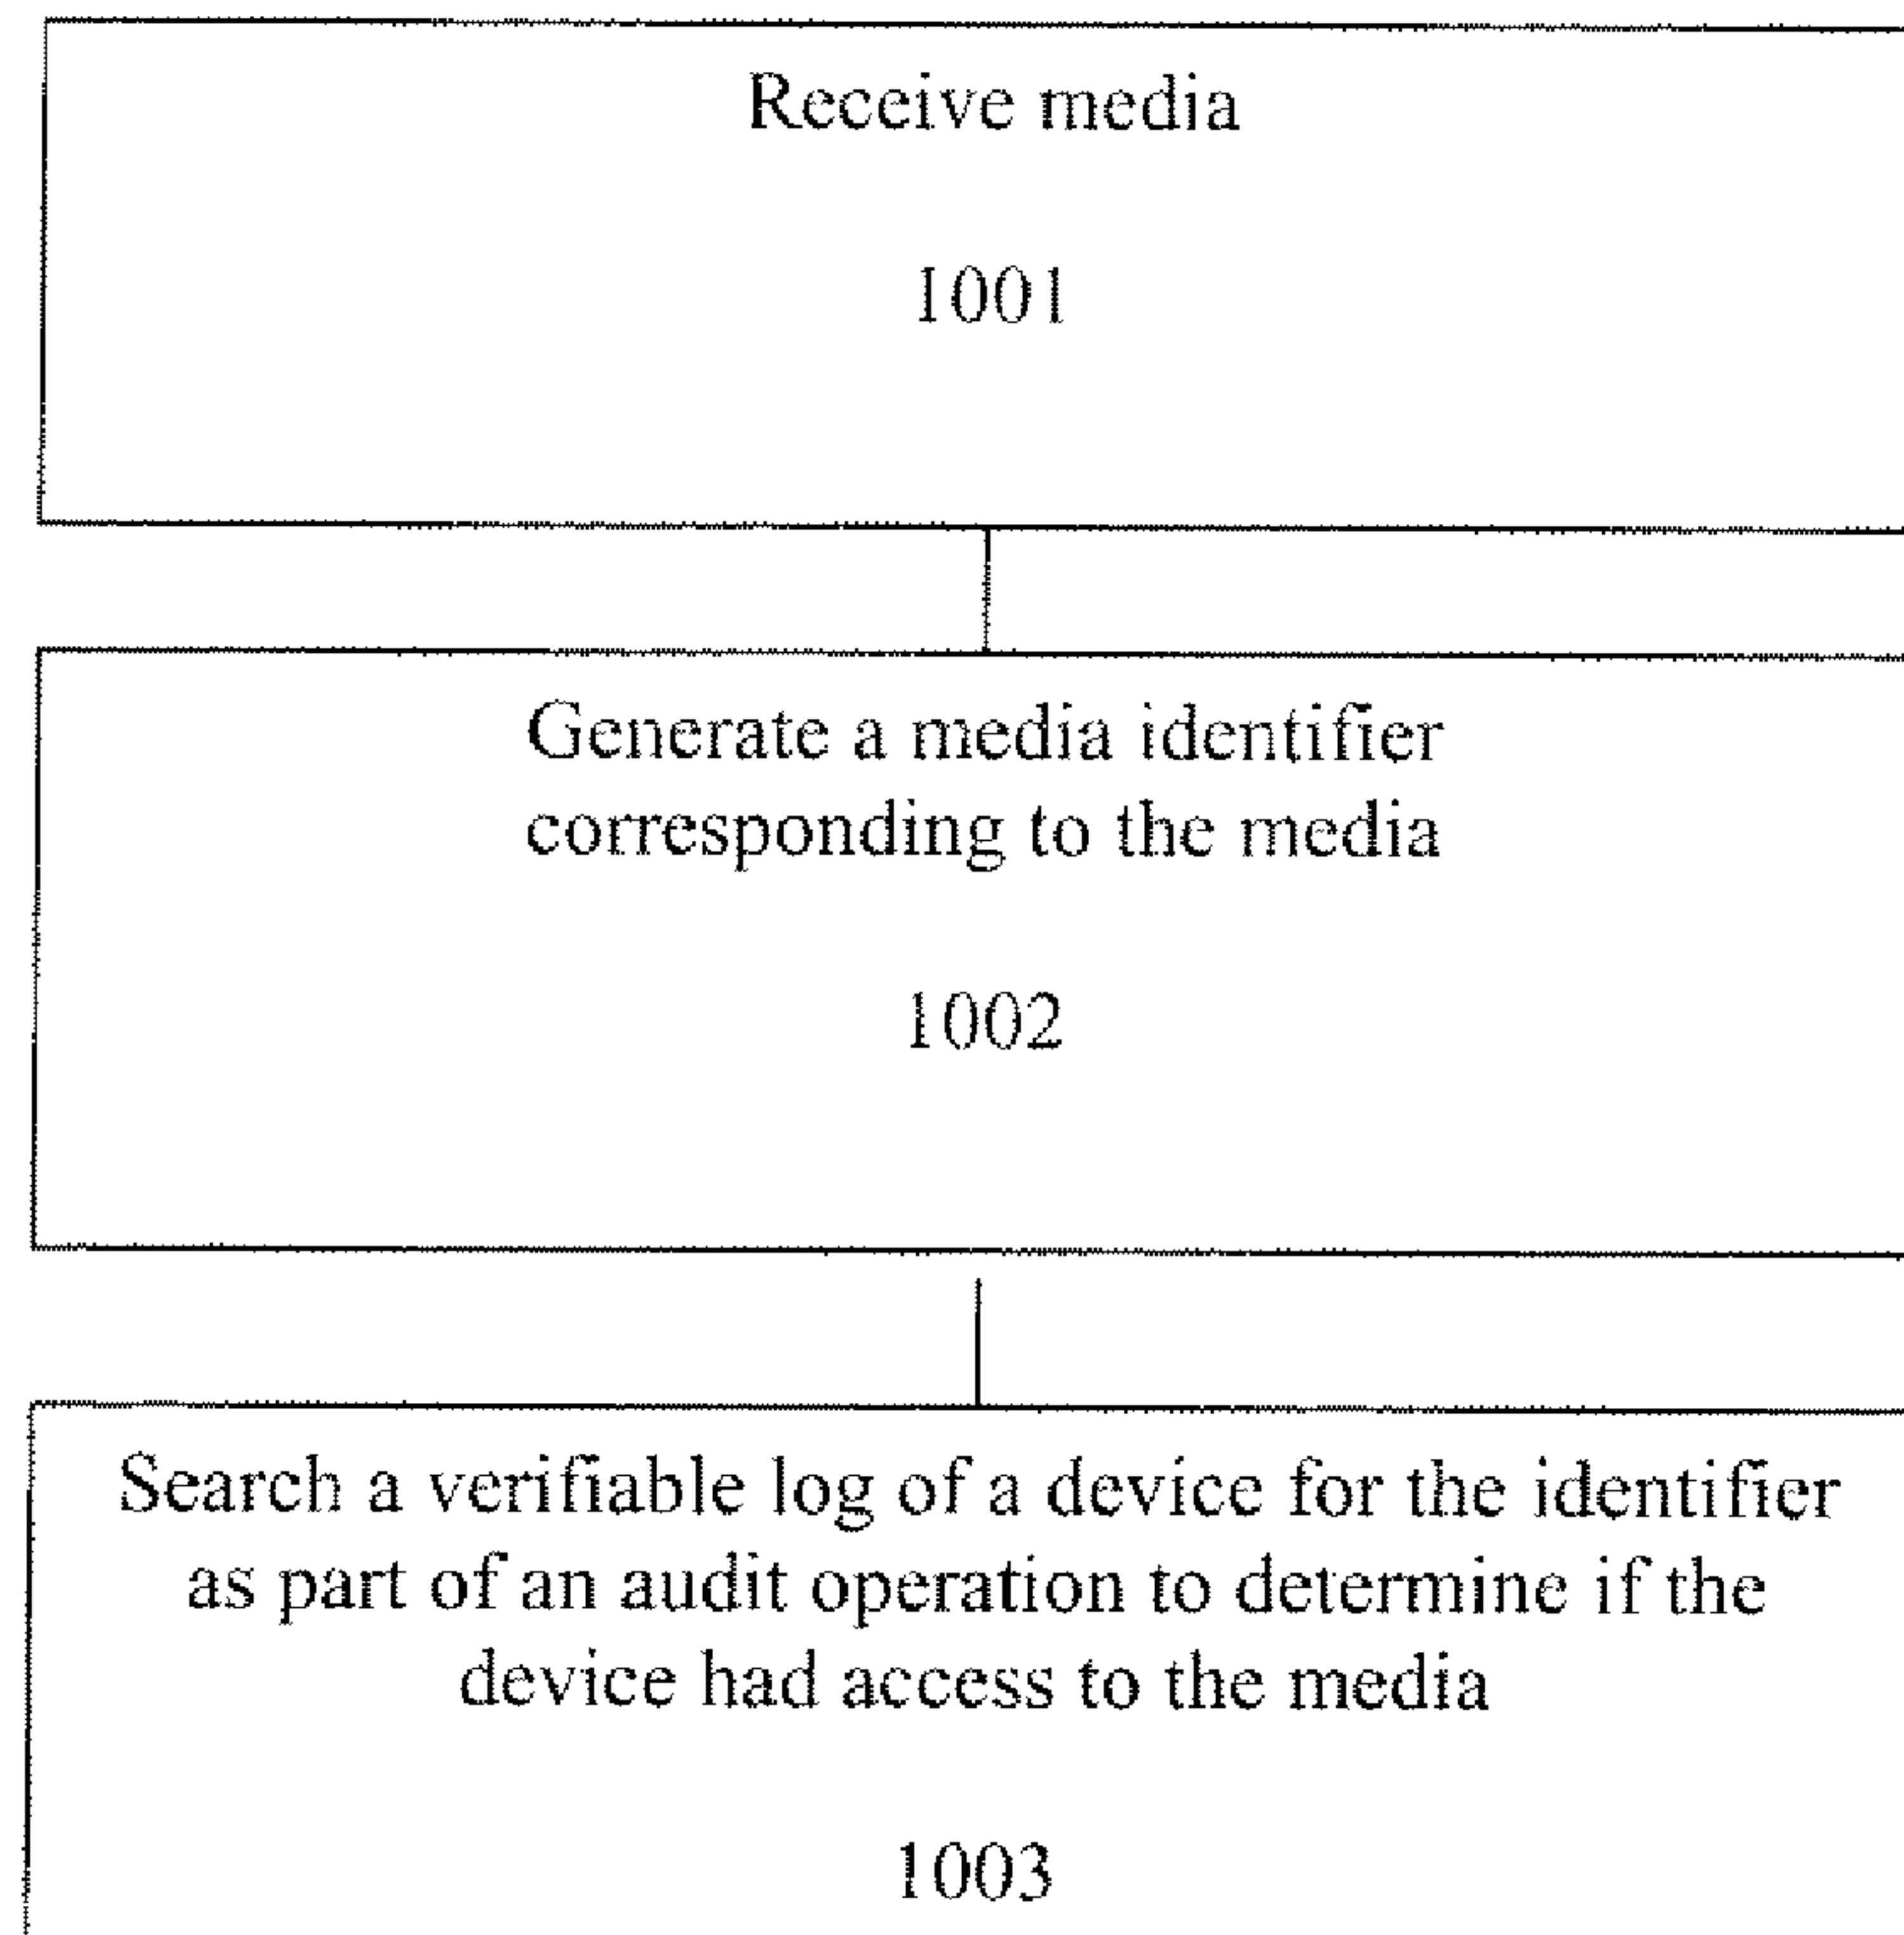 Receive media
1001
Generate a media identifier
corresponding to the media
1002
Search a verifiable log of a device for the identifier
as part of an audit operation to determine if the
device had access to the media
1003